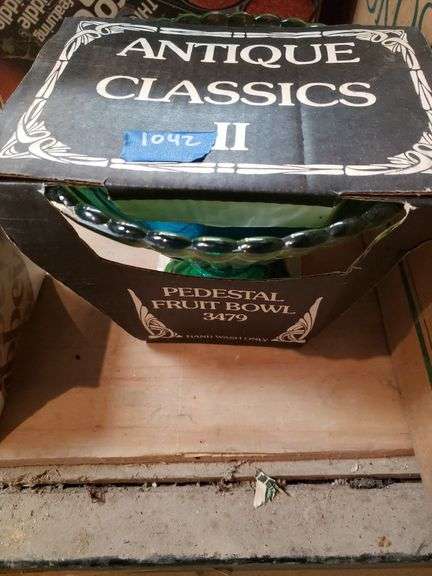 ANTIQUE
CLASSICS
II
1042
PEDESTAL
FRUIT BOWL
3479
HAND WASH ONLY